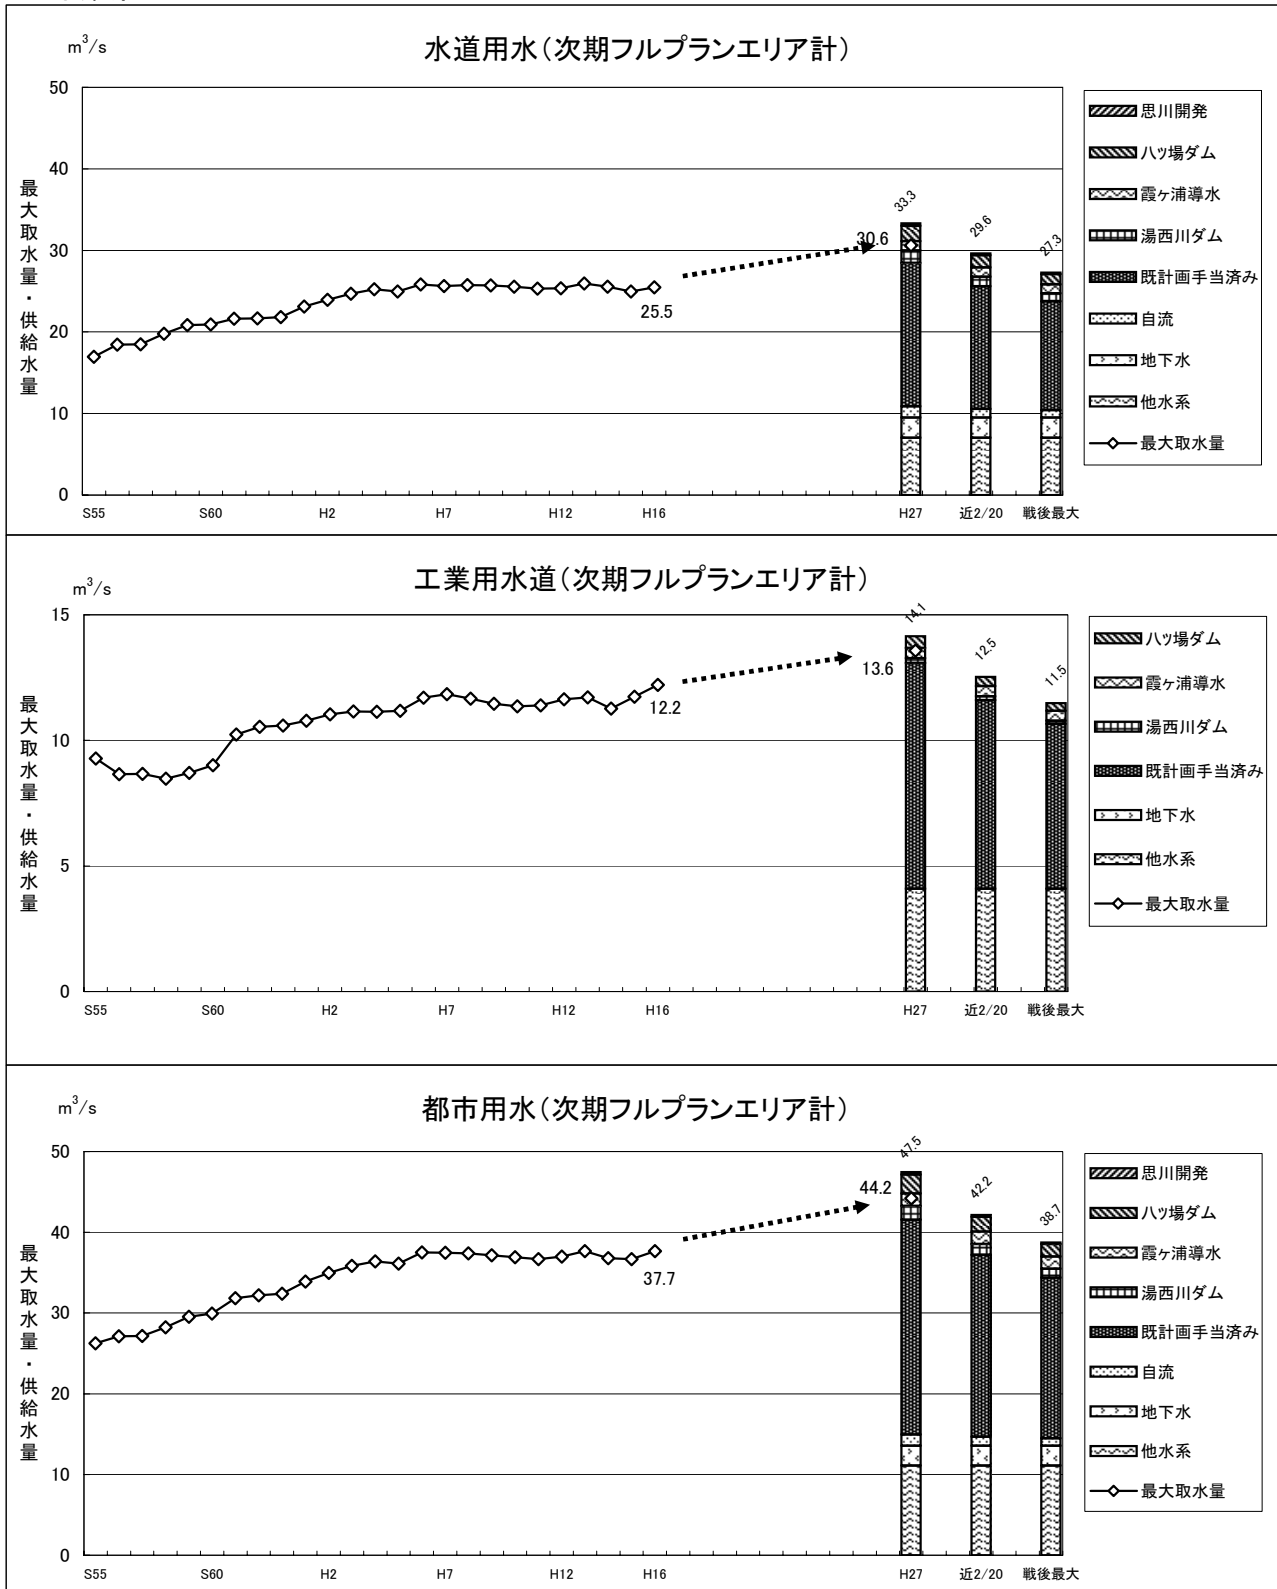 水道用水(次期フルプランエリア計)
m³/s
最大取水量・供給水量
50
40
30
20
10
0
S55 S60 H2 H7 H12 H16 H27 近2/20 戦後最大
25.5
30.6
33.3
29.6
27.3
思川開発
八ッ場ダム
霞ヶ浦導水
湯西川ダム
既計画手当済み
自流
地下水
他水系
最大取水量
工業用水道(次期フルプランエリア計)
m³/s
最大取水量・供給水量
15
10
5
0
S55 S60 H2 H7 H12 H16 H27 近2/20 戦後最大
12.2
13.6
14.1
12.5
11.5
八ッ場ダム
霞ヶ浦導水
湯西川ダム
既計画手当済み
地下水
他水系
最大取水量
都市用水(次期フルプランエリア計)
m³/s
最大取水量・供給水量
50
40
30
20
10
0
S55 S60 H2 H7 H12 H16 H27 近2/20 戦後最大
37.7
44.2
47.5
42.2
38.7
思川開発
八ッ場ダム
霞ヶ浦導水
湯西川ダム
既計画手当済み
自流
地下水
他水系
最大取水量